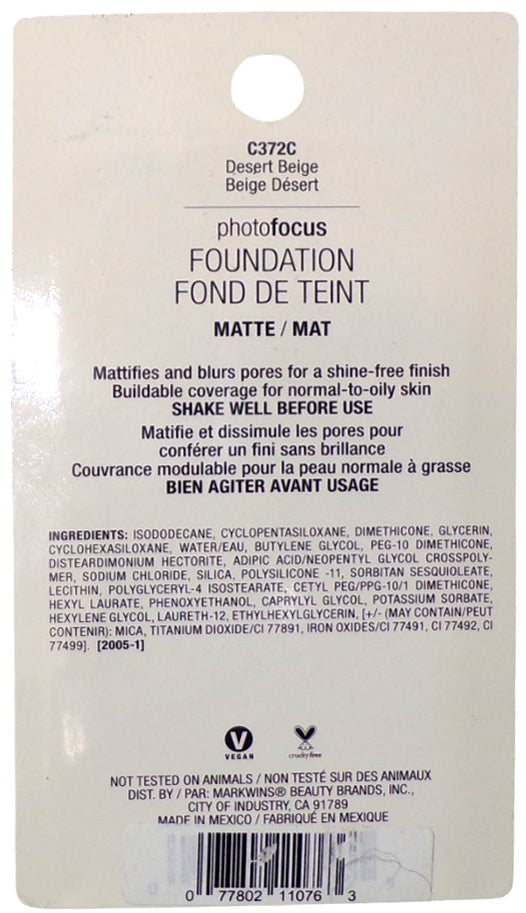 C372C
Desert Beige
Beige Désert
photofocus
FOUNDATION
FOND DE TEINT
MATTE / MAT
Mattifies and blurs pores for a shine-free finish
Buildable coverage for normal-to-oily skin
SHAKE WELL BEFORE USE
Matifie et dissimule les pores pour
conférer un fini sans brillance
Couvrance modulable pour la peau normale à grasse
BIEN AGITER AVANT USAGE
INGREDIENTS: ISODODECANE, CYCLOPENTASILOXANE, DIMETHICONE, GLYCERIN,
CYCLOHEXASILOXANE, WATER/EAU, BUTYLENE GLYCOL, PEG-10 DIMETHICONE,
DISTEARDIMONIUM HECTORITE, ADIPIC ACID/NEOPENTYL GLYCOL CROSSPOLY-
MER, SODIUM CHLORIDE, SILICA, POLYSILICONE -11, SORBITAN SESQUIOLEATE,
LECITHIN, POLYGLYCERYL-4 ISOSTEARATE, CETYL PEG/PPG-10/1 DIMETHICONE,
HEXYL LAURATE, PHENOXYETHANOL, CAPRYLYL GLYCOL, POTASSIUM SORBATE,
HEXYLENE GLYCOL, LAURETH-12, ETHYLHEXYLGLYCERIN, [+/- (MAY CONTAIN/PEUT
CONTENIR): MICA, TITANIUM DIOXIDE/CI 77891, IRON OXIDES/CI 77491, CI 77492, CI
77499]. [2005-1]
V
VEGAN
crueltyfree
NOT TESTED ON ANIMALS / NON TESTÉ SUR DES ANIMAUX
DIST. BY / PAR: MARKWINS® BEAUTY BRANDS, INC.,
CITY OF INDUSTRY, CA 91789
MADE IN MEXICO / FABRIQUÉ EN MEXIQUE
0 77802 11076 3